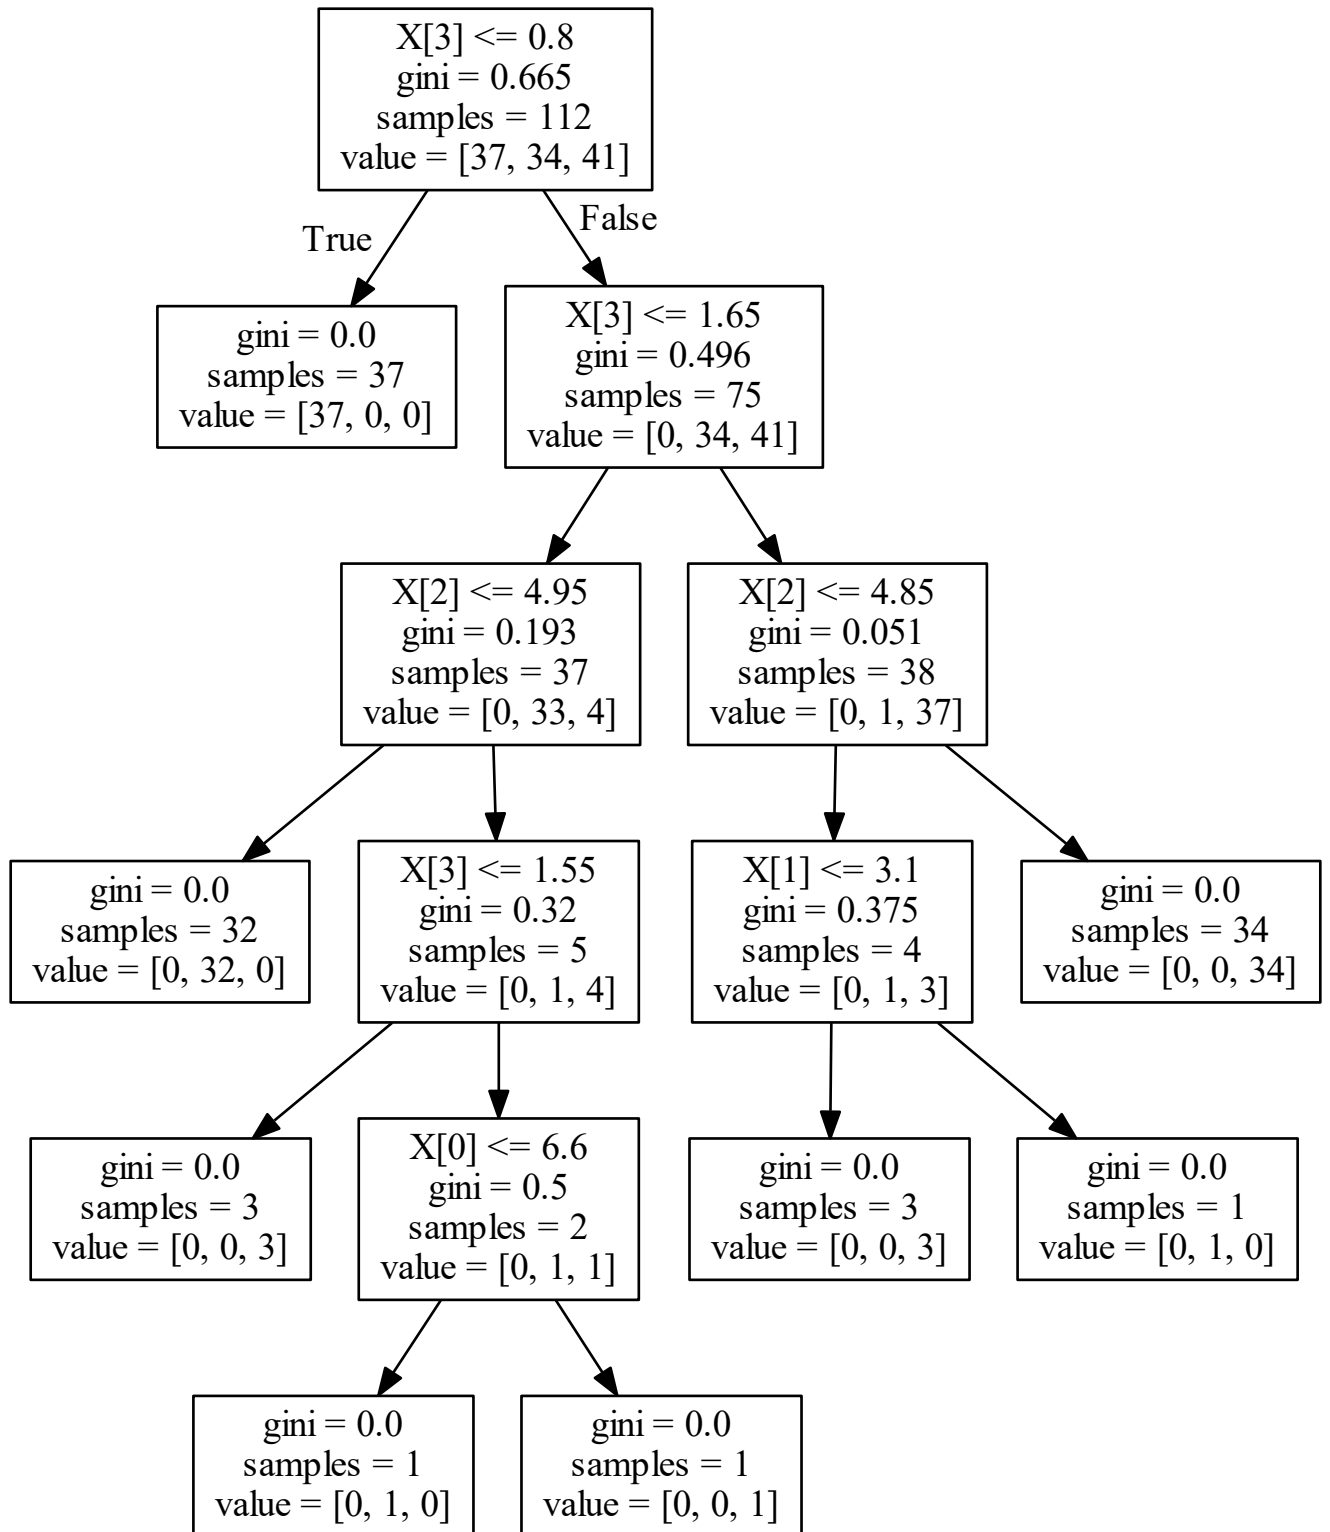 X[3] <= 0.8
gini = 0.665
samples = 112
value = [37, 34, 41]
True
False
gini = 0.0
samples = 37
value = [37, 0, 0]
X[3] <= 1.65
gini = 0.496
samples = 75
value = [0, 34, 41]
X[2] <= 4.95
gini = 0.193
samples = 37
value = [0, 33, 4]
X[2] <= 4.85
gini = 0.051
samples = 38
value = [0, 1, 37]
gini = 0.0
samples = 32
value = [0, 32, 0]
X[3] <= 1.55
gini = 0.32
samples = 5
value = [0, 1, 4]
X[1] <= 3.1
gini = 0.375
samples = 4
value = [0, 1, 3]
gini = 0.0
samples = 34
value = [0, 0, 34]
gini = 0.0
samples = 3
value = [0, 0, 3]
X[0] <= 6.6
gini = 0.5
samples = 2
value = [0, 1, 1]
gini = 0.0
samples = 3
value = [0, 0, 3]
gini = 0.0
samples = 1
value = [0, 1, 0]
gini = 0.0
samples = 1
value = [0, 1, 0]
gini = 0.0
samples = 1
value = [0, 0, 1]